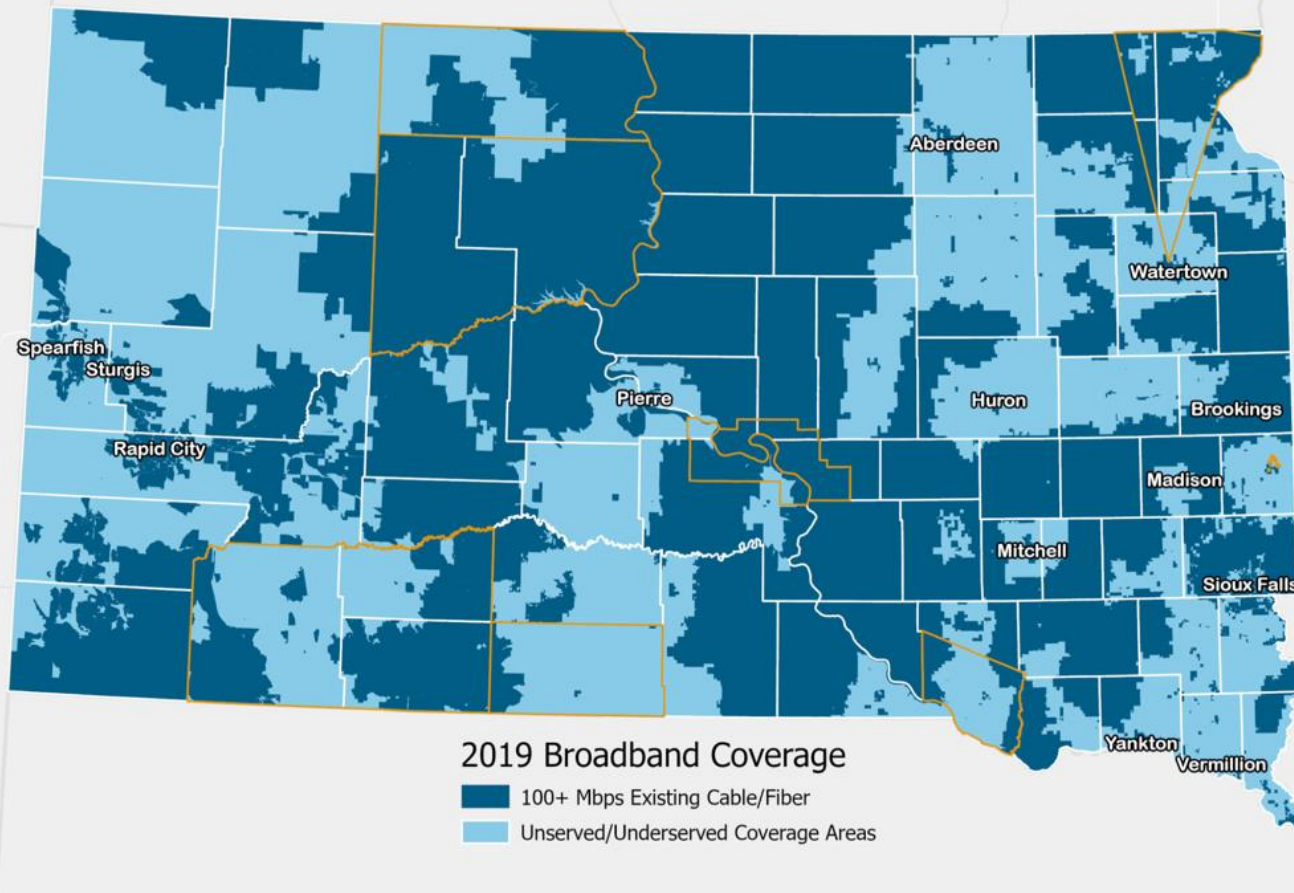 Aberdeen
Watertown
Spearfish
Sturgis
Pierre
Huron
Brookings
Rapid City
Madison
Mitchell
Sioux Falls
Yankton
Vermillion
2019 Broadband Coverage
100+ Mbps Existing Cable/Fiber
Unserved/Underserved Coverage Areas